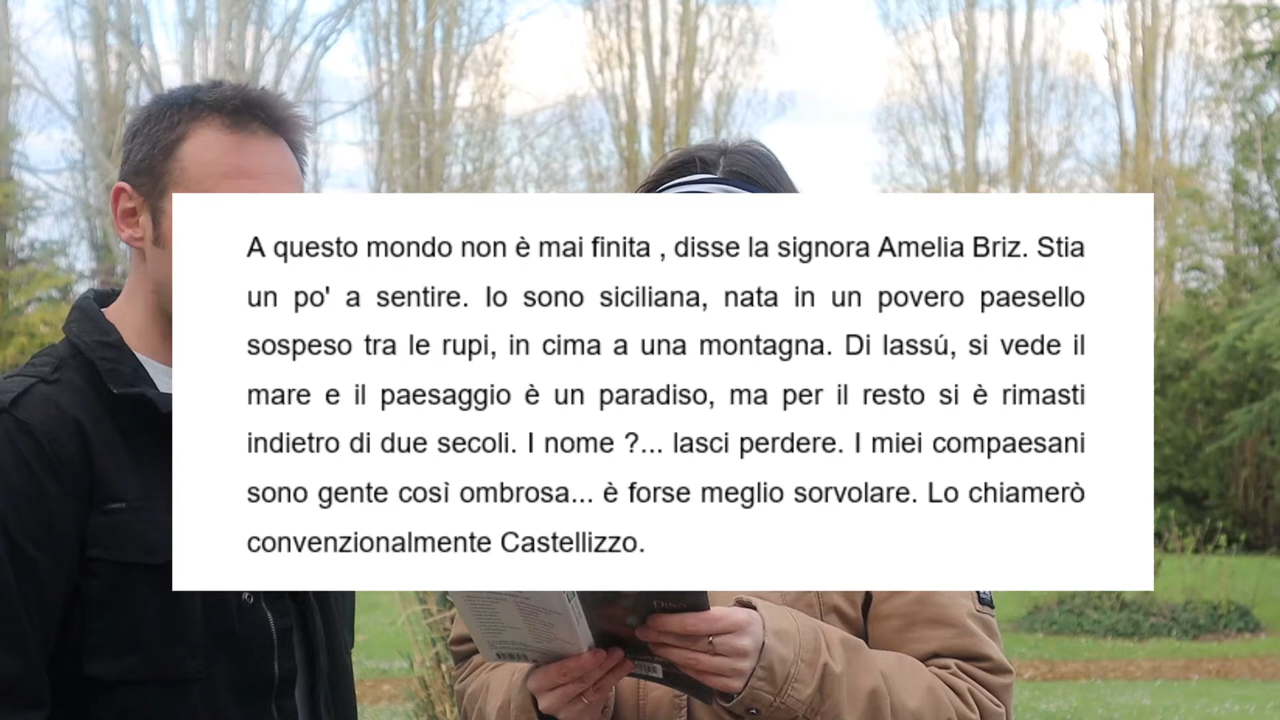 A questo mondo non è mai finita , disse la signora Amelia Briz. Stia
un po' a sentire. Io sono siciliana, nata in un povero paesello
sospeso tra le rupi, in cima a una montagna. Di lassú, si vede il
mare e il paesaggio è un paradiso, ma per il resto si è rimasti
indietro di due secoli. I nome ?... lasci perdere. I miei compaesani
sono gente così ombrosa... è forse meglio sorvolare. Lo chiamerò
convenzionalmente Castellizzo.
DINO